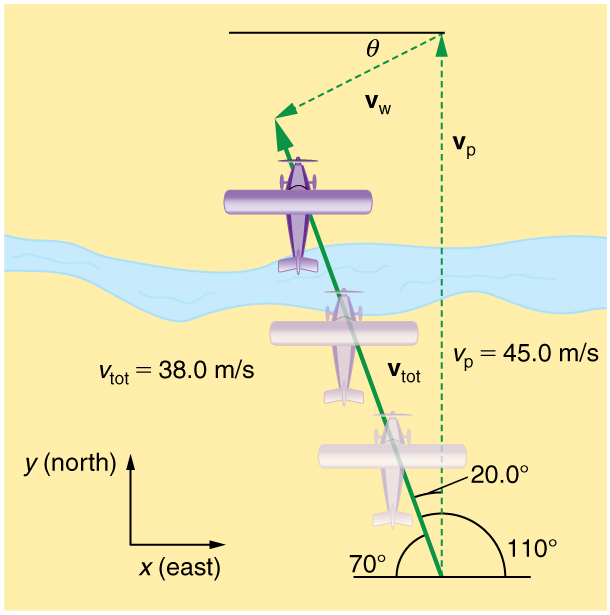 θ
v_w
v_p
v_tot = 38.0 m/s
v_tot
v_p = 45.0 m/s
y (north)
20.0°
x (east)
70°
110°